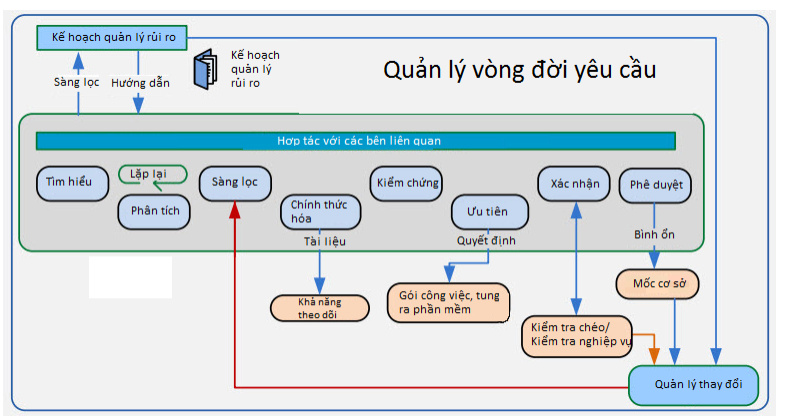 Kế hoạch quản lý rủi ro
Kế hoạch
quản lý
rủi ro
Quản lý vòng đời yêu cầu
Sàng lọc
Hướng dẫn
Hợp tác với các bên liên quan
Tìm hiểu
Lặp lại
Phân tích
Sàng lọc
Chính thức
hóa
Kiểm chứng
Ưu tiên
Xác nhận
Phê duyệt
Tài liệu
Quyết định
Bình ổn
Khả năng
theo dõi
Gói công việc, tung
ra phần mềm
Mốc cơ sở
Kiểm tra chéo/
Kiểm tra nghiệp vụ
Quản lý thay đổi